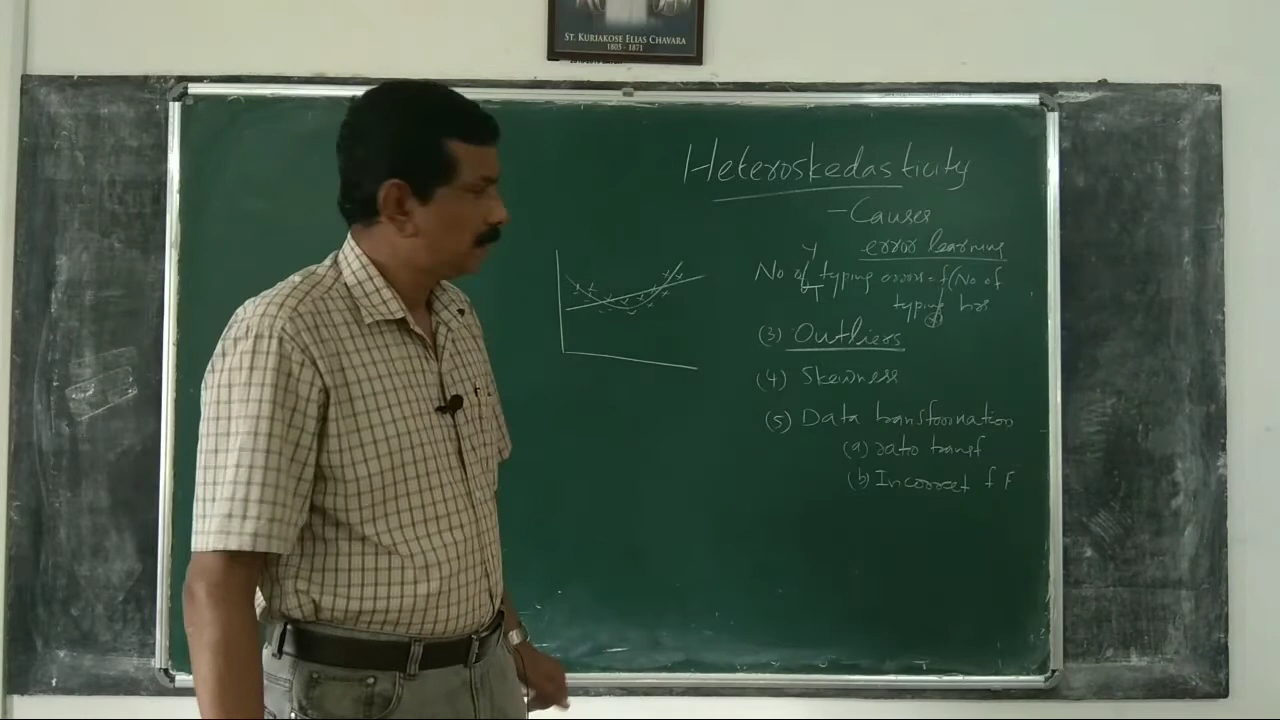 ST. KURIAKOSE ELIAS CHAVARA
1805 - 1871
Heteroskedasticity
- Causes
error learning
No of typing errors = f(No of
typing hrs
(3) Outliers
(4) Skewness
(5) Data transformation
(a) ratio transf
(b) Incorrect f F